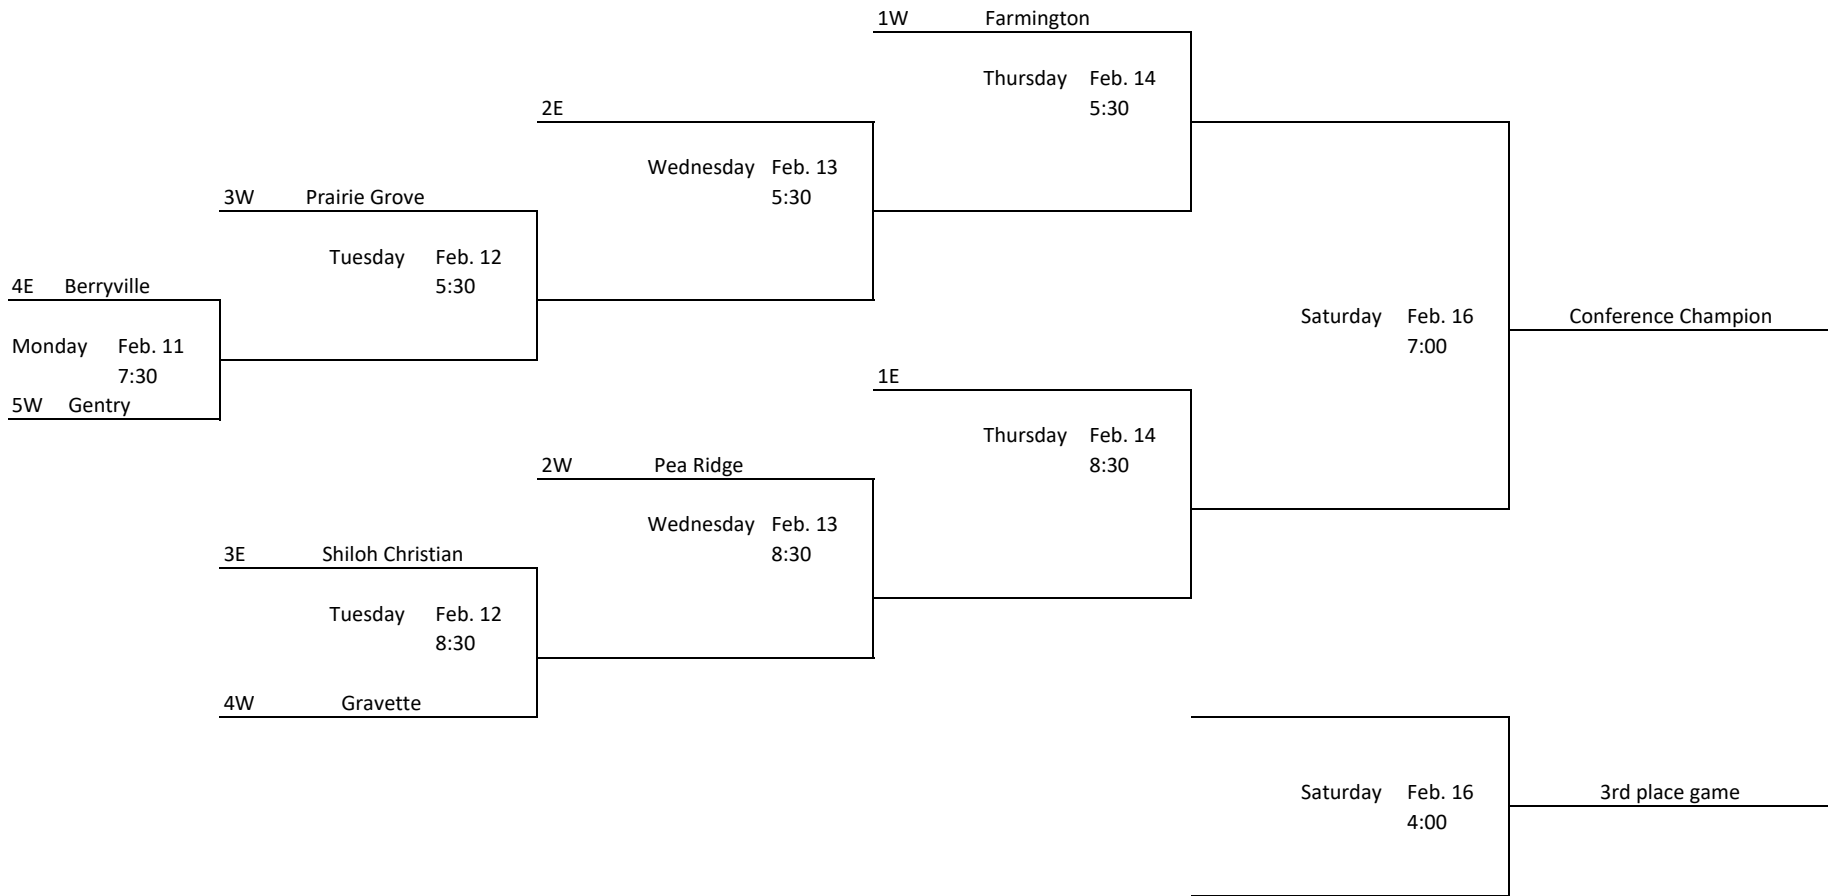 1W Farmington
Thursday Feb. 14
2E 5:30
Wednesday Feb. 13
3W Prairie Grove 5:30
Tuesday Feb. 12
4E Berryville 5:30
Saturday Feb. 16 Conference Champion
Monday Feb. 11 7:00
7:30 1E
5W Gentry
Thursday Feb. 14
2W Pea Ridge 8:30
Wednesday Feb. 13
3E Shiloh Christian 8:30
Tuesday Feb. 12
8:30
4W Gravette
Saturday Feb. 16 3rd place game
4:00